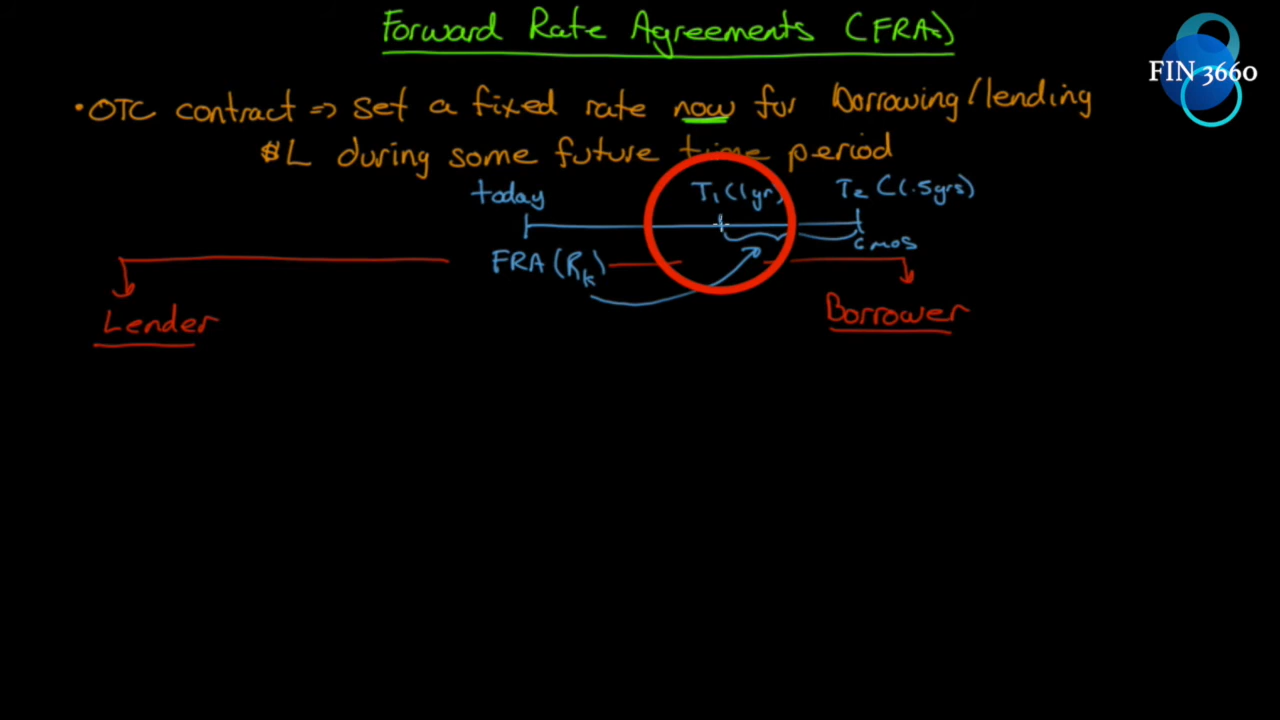 Forward Rate Agreements (FRAs)
FIN 3660
• OTC contract => Set a fixed rate now for Borrowing/lending
$L during some future time period
today T₁ (1yr) T₂ (1.5yrs)
6 mos
FRA (Rₖ)
Lender
Borrower